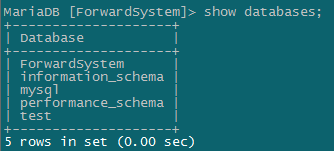 MariaDB [ForwardSystem]> show databases;
+--------------------+
| Database           |
+--------------------+
| ForwardSystem      |
| information_schema |
| mysql              |
| performance_schema |
| test               |
+--------------------+
5 rows in set (0.00 sec)